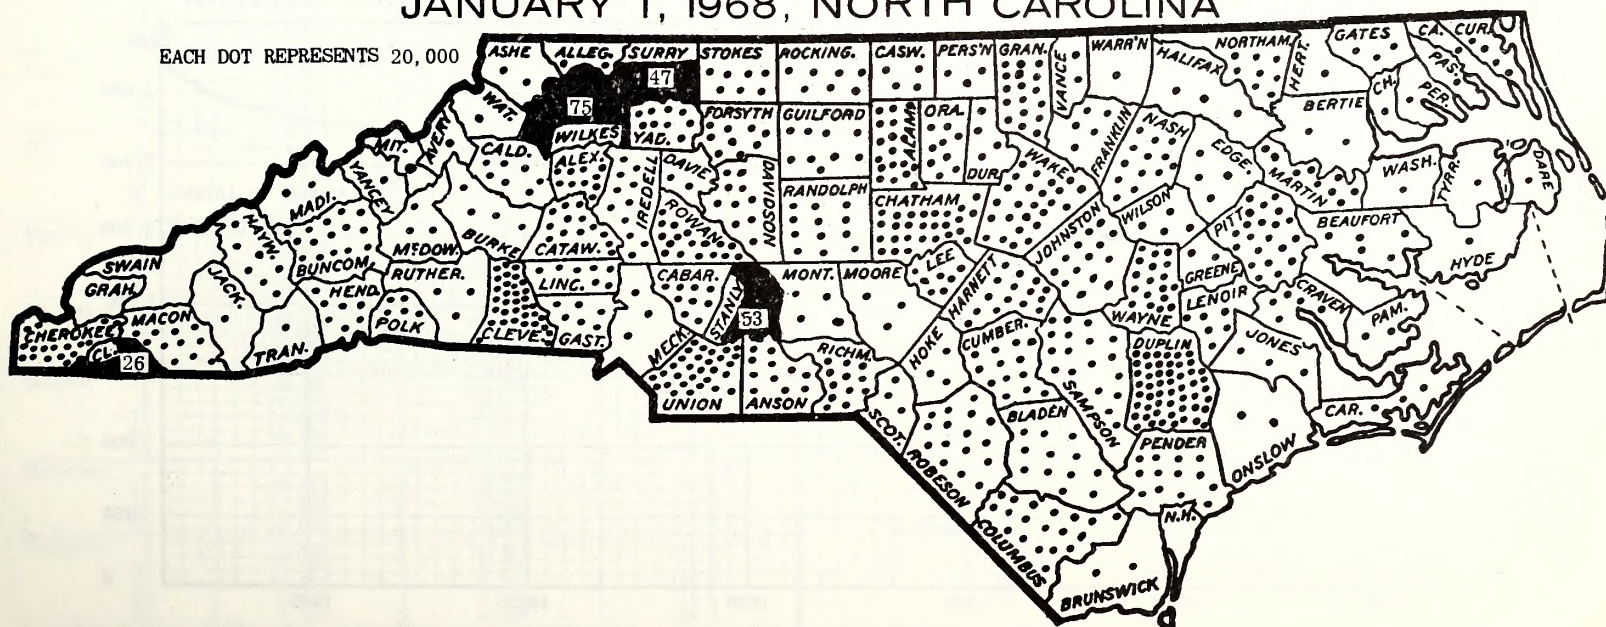 JANUARY 1, 1968, NORTH CAROLINA
EACH DOT REPRESENTS 20,000
ASHE
ALLEG.
SURRY
STOKES
ROCKING.
CASW.
PERS'N
GRAN.
VANCE
WARR'N
HALIFAX
NORTHAM.
HERF.
GATES
CA.
CUR.
PAS.
PER.
CH.
BERTIE
47
75
WAT.
WILKES
YAD.
FORSYTH
GUILFORD
ALAM.
ORA.
DUR.
FRANKLIN
NASH
EDGE.
MARTIN
WASH.
TYRR.
DARE
MIT.
AVERY
CALD.
ALEX.
IREDELL
DAVIE
DAVIDSON
RANDOLPH
CHATHAM
WAKE
WILSON
PITT
BEAUFORT
HYDE
MADI.
YANCEY
BURKE
CATAW.
ROWAN
JOHNSTON
GREENE
HAYW.
BUNCOM.
McDOW.
SWAIN
GRAH.
JACK.
RUTHER.
HEND.
LINC.
CABAR.
STANLY
MONT.
MOORE
LEE
HARNETT
WAYNE
LENOIR
CRAVEN
PAM.
53
CHEROKEE
MACON
CL.
26
TRAN.
POLK
CLEVE.
GAST.
MECK.
UNION
ANSON
RICHM.
HOKE
CUMBER.
SAMPSON
DUPLIN
JONES
CAR.
SCOT.
ROBESON
BLADEN
PENDER
ONSLOW
COLUMBUS
N.H.
BRUNSWICK